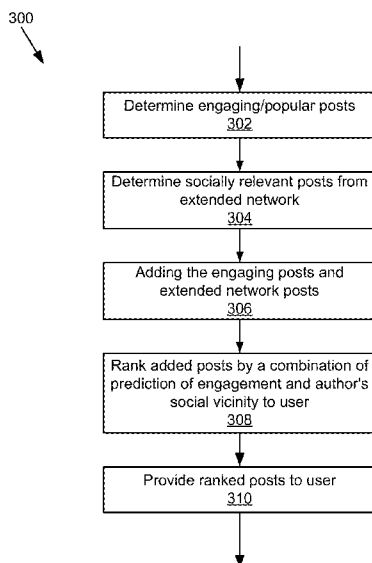 300
Determine engaging/popular posts
302
Determine socially relevant posts from
extended network
304
Adding the engaging posts and
extended network posts
306
Rank added posts by a combination of
prediction of engagement and author's
social vicinity to user
308
Provide ranked posts to user
310